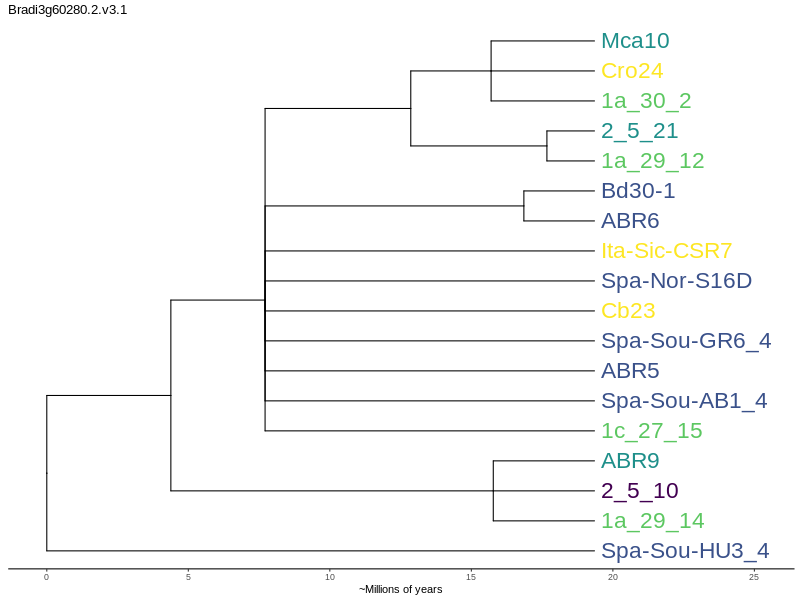 Bradi3g60280.2.v3.1
Mca10
Cro24
1a_30_2
2_5_21
1a_29_12
Bd30-1
ABR6
Ita-Sic-CSR7
Spa-Nor-S16D
Cb23
Spa-Sou-GR6_4
ABR5
Spa-Sou-AB1_4
1c_27_15
ABR9
2_5_10
1a_29_14
Spa-Sou-HU3_4
0 5 10 15 20 25
~Millions of years